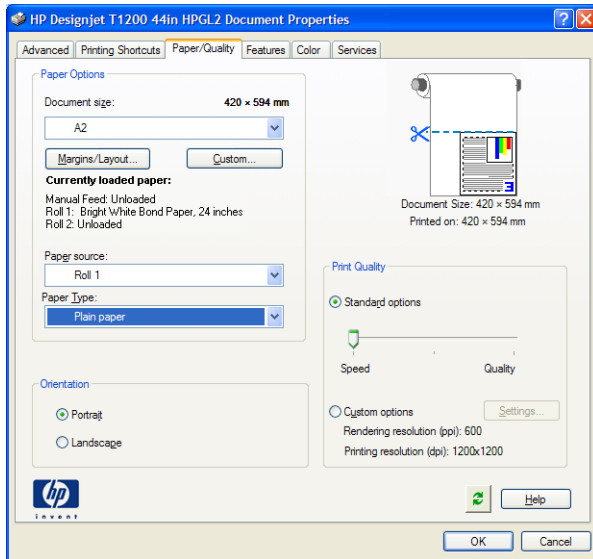 HP Designjet T1200 44in HPGL2 Document Properties
Advanced Printing Shortcuts Paper/Quality Features Color Services
Paper Options
Document size: 420 × 594 mm
A2
Margins/Layout... Custom...
Currently loaded paper:
Manual Feed: Unloaded
Roll 1: Bright White Bond Paper, 24 inches
Roll 2: Unloaded
Paper source:
Roll 1
Paper Type:
Plain paper
Orientation
Portrait
Landscape
hp
invent
3
Document Size: 420 × 594 mm
Printed on: 420 × 594 mm
Print Quality
Standard options
Speed Quality
Custom options Settings...
Rendering resolution (ppi): 600
Printing resolution (dpi): 1200x1200
Help
OK Cancel